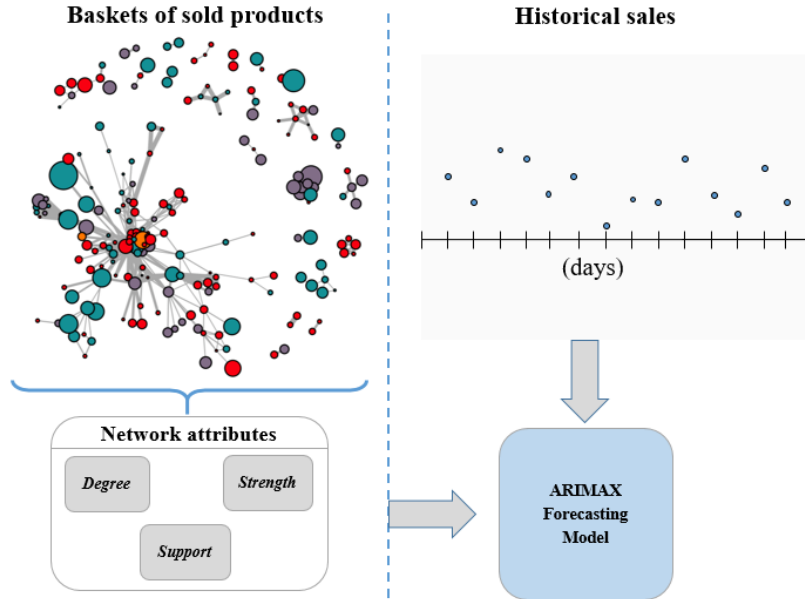 Baskets of sold products
Historical sales
(days)
Network attributes
Degree
Strength
Support
ARIMAX
Forecasting
Model